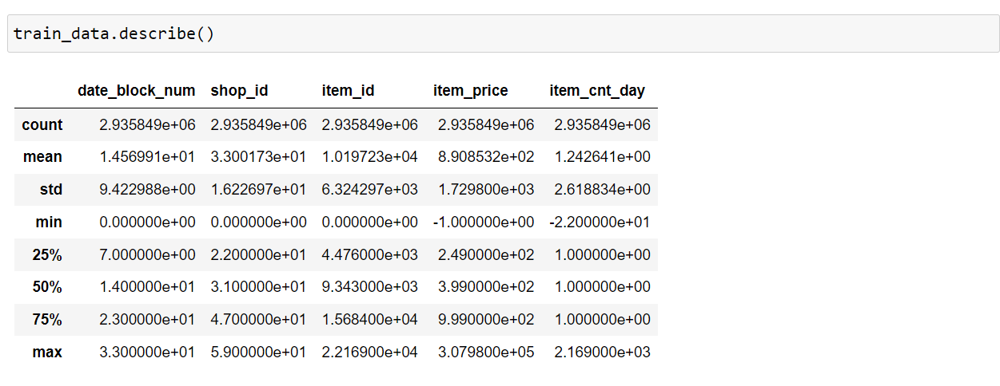 train_data.describe()
date_block_num shop_id item_id item_price item_cnt_day
count 2.935849e+06 2.935849e+06 2.935849e+06 2.935849e+06 2.935849e+06
mean 1.456991e+01 3.300173e+01 1.019723e+04 8.908532e+02 1.242641e+00
std 9.422988e+00 1.622697e+01 6.324297e+03 1.729800e+03 2.618834e+00
min 0.000000e+00 0.000000e+00 0.000000e+00 -1.000000e+00 -2.200000e+01
25% 7.000000e+00 2.200000e+01 4.476000e+03 2.490000e+02 1.000000e+00
50% 1.400000e+01 3.100000e+01 9.343000e+03 3.990000e+02 1.000000e+00
75% 2.300000e+01 4.700000e+01 1.568400e+04 9.990000e+02 1.000000e+00
max 3.300000e+01 5.900000e+01 2.216900e+04 3.079800e+05 2.169000e+03